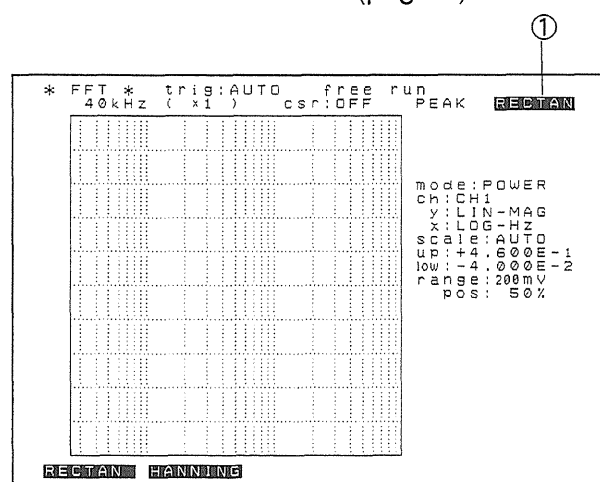 ①
* FFT * trig:AUTO free run
40kHz ( x1 ) csr:OFF PEAK RECTAN
mode:POWER
ch:CH1
y:LIN-MAG
x:LOG-Hz
scale:AUTO
up:+4.600E-1
low:-4.000E-2
range:200mV
pos: 50%
RECTAN HANNING